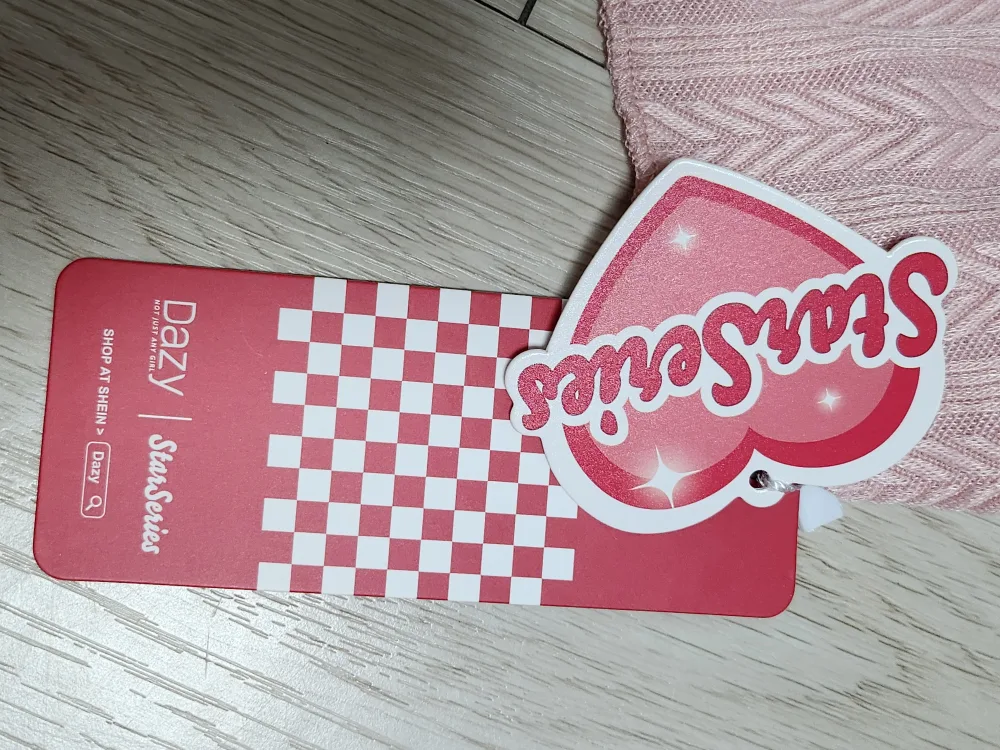 StarSeries
Dazy | StarSeries
NOT JUST ANY GIRL
SHOP AT SHEIN > Dazy